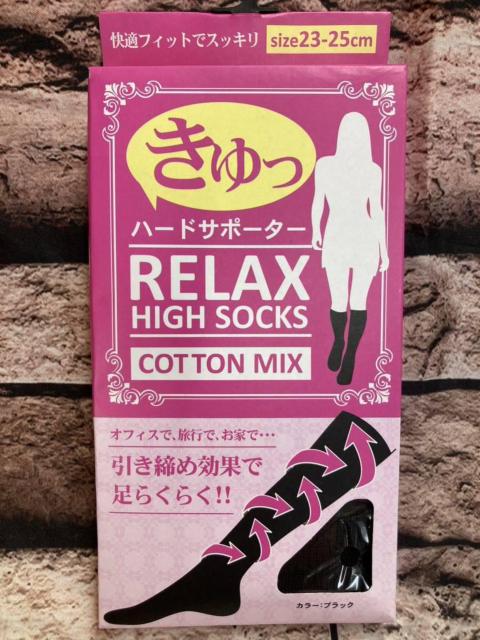 快適フィットでスッキリ size23-25cm
きゅっ
ハードサポーター
RELAX
HIGH SOCKS
COTTON MIX
オフィスで、旅行で、お家で…
引き締め効果で
足らくらく!!
カラー:ブラック